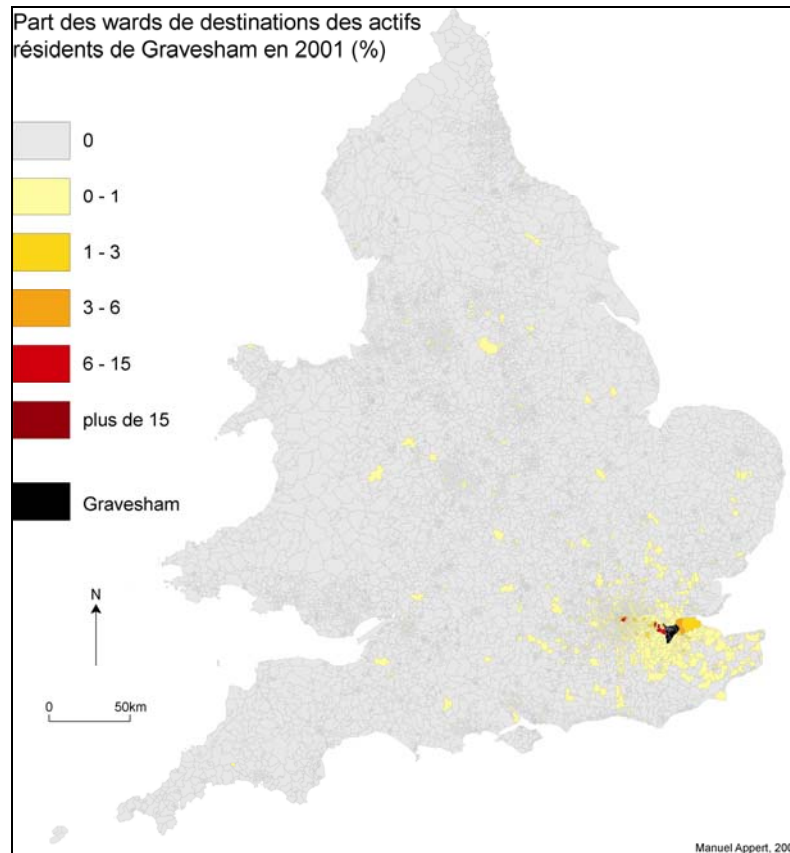 Part des wards de destinations des actifs
résidents de Gravesham en 2001 (%)
0
0 - 1
1 - 3
3 - 6
6 - 15
plus de 15
Gravesham
N
0 50km
Manuel Appert, 200